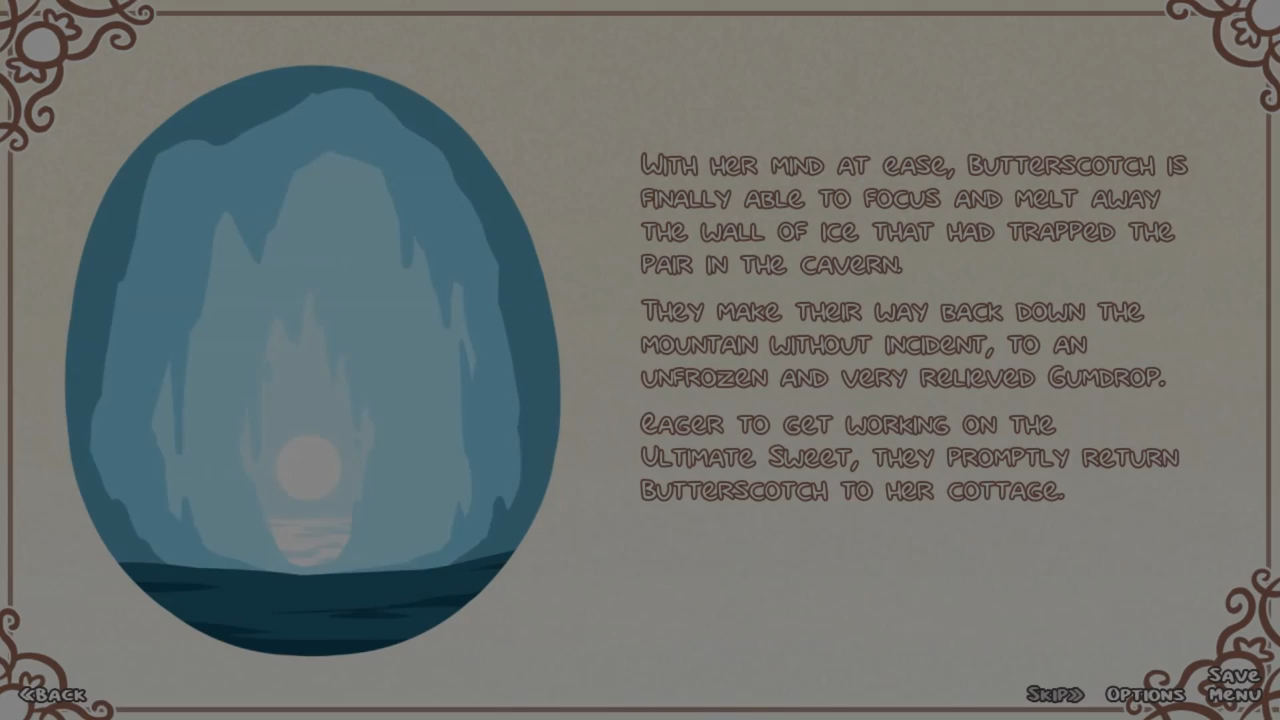 With her mind at ease, Butterscotch is
finally able to focus and melt away
the wall of ice that had trapped the
pair in the cavern.
They make their way back down the
mountain without incident, to an
unfrozen and very relieved Gumdrop.
Eager to get working on the
Ultimate Sweet, they promptly return
Butterscotch to her cottage.
«Back
Skip»
Options
Save
Menu